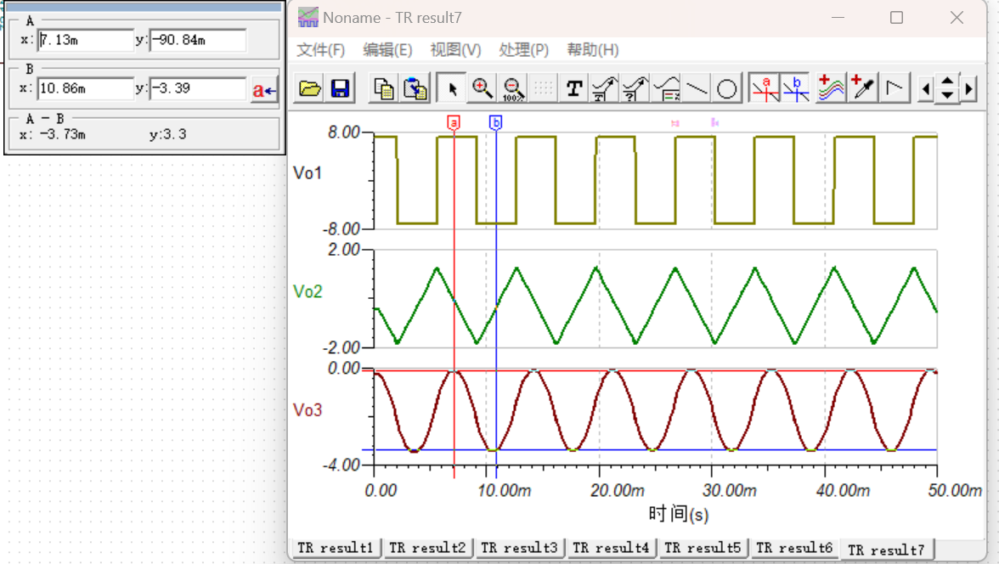 A
x: 7.13m y: -90.84m
B
x: 10.86m y: -3.39
a
A - B
x: -3.73m y:3.3
Noname - TR result7
文件(F) 编辑(E) 视图(V) 处理(P) 帮助(H)
100% T T ? a b
a b
8.00
Vo1
-8.00
2.00
Vo2
-2.00
0.00
Vo3
-4.00
0.00 10.00m 20.00m 30.00m 40.00m 50.00m
时间(s)
TR result1 TR result2 TR result3 TR result4 TR result5 TR result6 TR result7